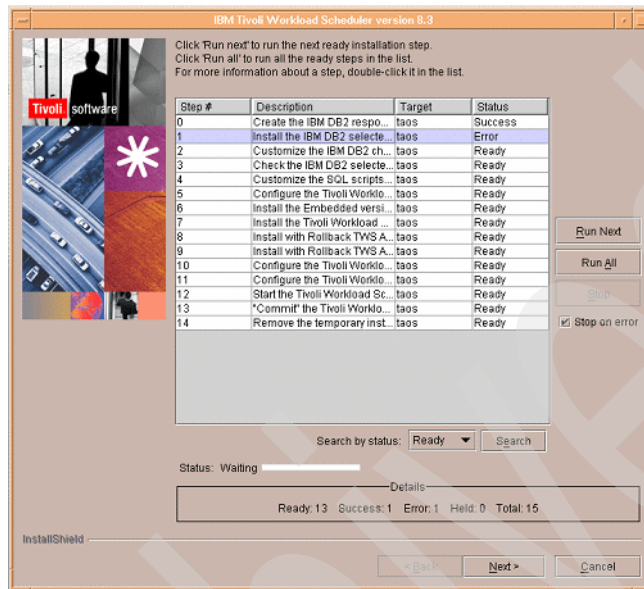 IBM Tivoli Workload Scheduler version 8.3
Click 'Run next' to run the next ready installation step.
Click 'Run all' to run all the ready steps in the list.
For more information about a step, double-click it in the list.
Tivoli software
Step # Description Target Status
0 Create the IBM DB2 respo... taos Success
1 Install the IBM DB2 selecte... taos Error
2 Customize the IBM DB2 ch... taos Ready
3 Check the IBM DB2 selecte... taos Ready
4 Customize the SQL scripts... taos Ready
5 Configure the Tivoli Worklo... taos Ready
6 Install the Embedded versi... taos Ready
7 Install the Tivoli Workload ... taos Ready
8 Install with Rollback TWS A... taos Ready
9 Install with Rollback TWS A... taos Ready
10 Configure the Tivoli Worklo... taos Ready
11 Configure the Tivoli Worklo... taos Ready
12 Start the Tivoli Workload Sc... taos Ready
13 "Commit" the Tivoli Worklo... taos Ready
14 Remove the temporary inst... taos Ready
Run Next
Run All
Stop
Stop on error
Search by status: Ready Search
Status: Waiting
Details
Ready: 13 Success: 1 Error: 1 Held: 0 Total: 15
InstallShield
< Back Next > Cancel